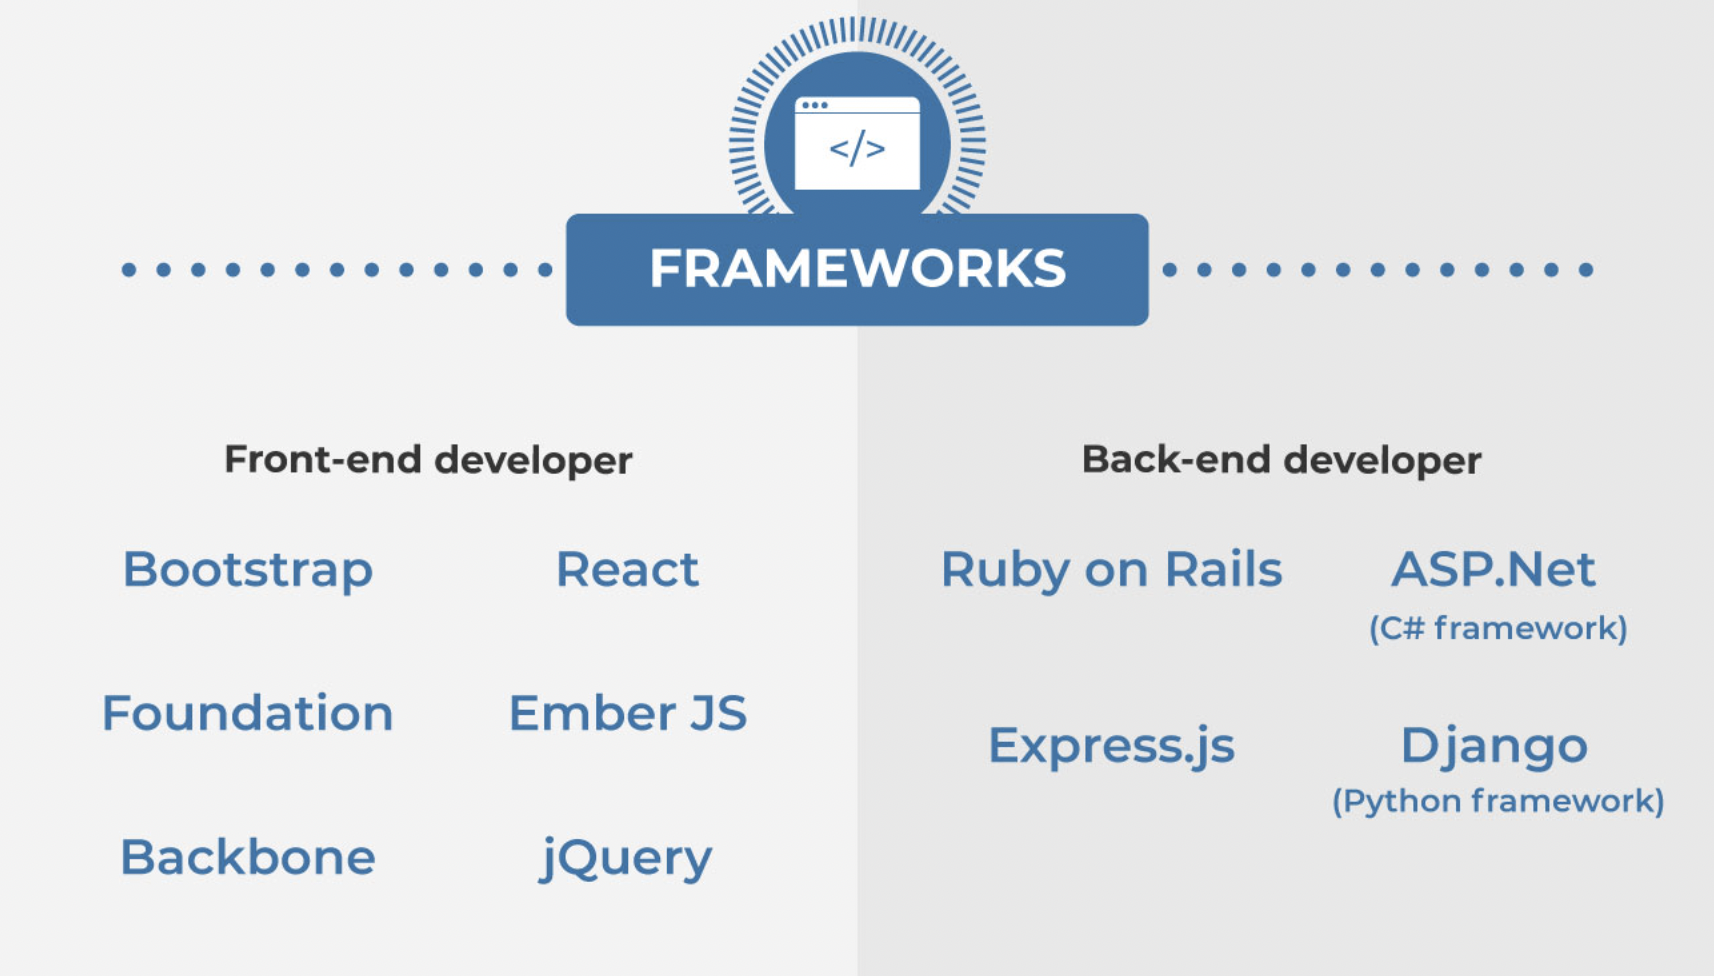 </>
FRAMEWORKS
Front-end developer
Bootstrap
React
Foundation
Ember JS
Backbone
jQuery
Back-end developer
Ruby on Rails
ASP.Net
(C# framework)
Express.js
Django
(Python framework)